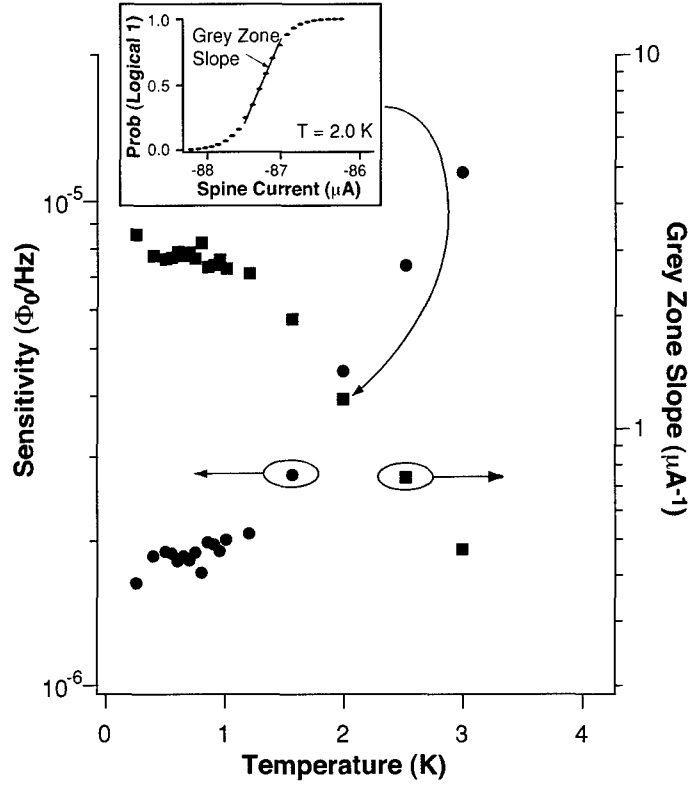 1.0
0.5
0.0
Prob (Logical 1)
Grey Zone
Slope
T = 2.0 K
-88
-87
-86
Spine Current (μA)
10⁻⁵
10⁻⁶
Sensitivity (Φ₀/Hz)
10
1
Grey Zone Slope (μA⁻¹)
0
1
2
3
4
Temperature (K)